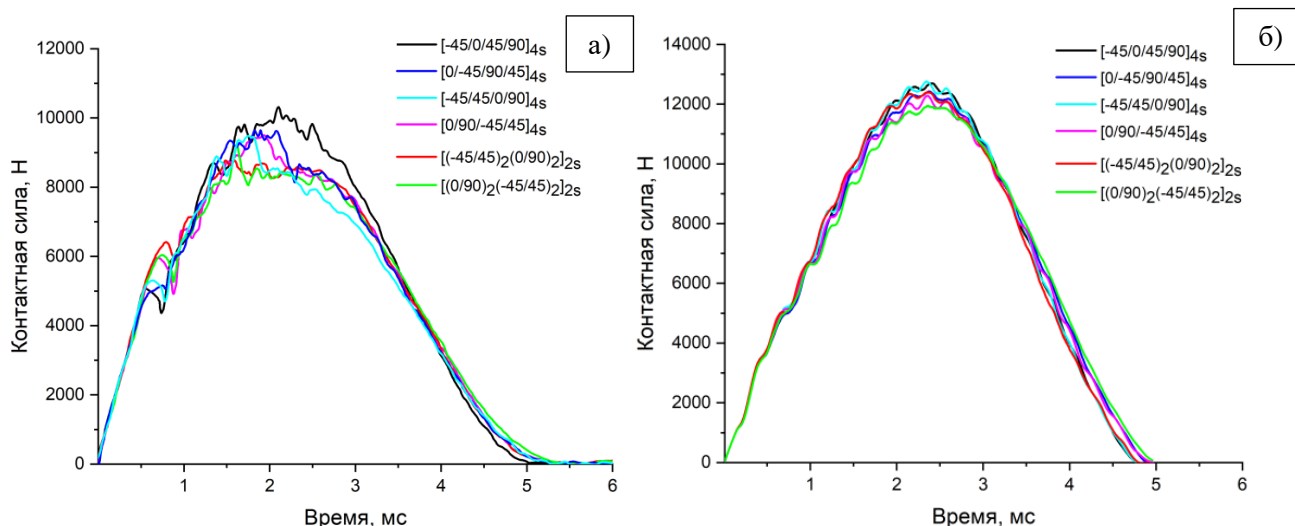 а)
12000
10000
8000
6000
4000
2000
0
Контактная сила, Н
[-45/0/45/90]4s
[0/-45/90/45]4s
[-45/45/0/90]4s
[0/90/-45/45]4s
[(-45/45)2(0/90)2]2s
[(0/90)2(-45/45)2]2s
1 2 3 4 5 6
Время, мс
б)
14000
12000
10000
8000
6000
4000
2000
0
Контактная сила, Н
[-45/0/45/90]4s
[0/-45/90/45]4s
[-45/45/0/90]4s
[0/90/-45/45]4s
[(-45/45)2(0/90)2]2s
[(0/90)2(-45/45)2]2s
1 2 3 4 5 6
Время, мс